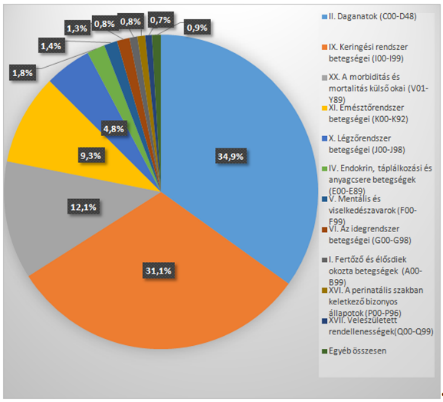 1,3%
0,8%
0,8%
0,7%
1,4%
0,9%
1,8%
4,8%
34,9%
9,3%
12,1%
31,1%
II. Daganatok (C00-D48)
IX. Keringési rendszer
betegségei (I00-I99)
XX. A morbiditás és
mortalitás külső okai (V01-
Y89)
XI. Emésztőrendszer
betegségei (K00-K92)
X. Légzőrendszer
betegségei (J00-J98)
IV. Endokrin, táplálkozási és
anyagcsere betegségek
(E00-E89)
V. Mentális és
viselkedészavarok (F00-
F99)
VI. Az idegrendszer
betegségei (G00-G98)
I. Fertőző és élősdiek
okozta betegségek (A00-
B99)
XVI. A perinatális szakban
keletkező bizonyos
állapotok (P00-P96)
XVII. Veleszületett
rendellenességek(Q00-Q99)
Egyéb összesen